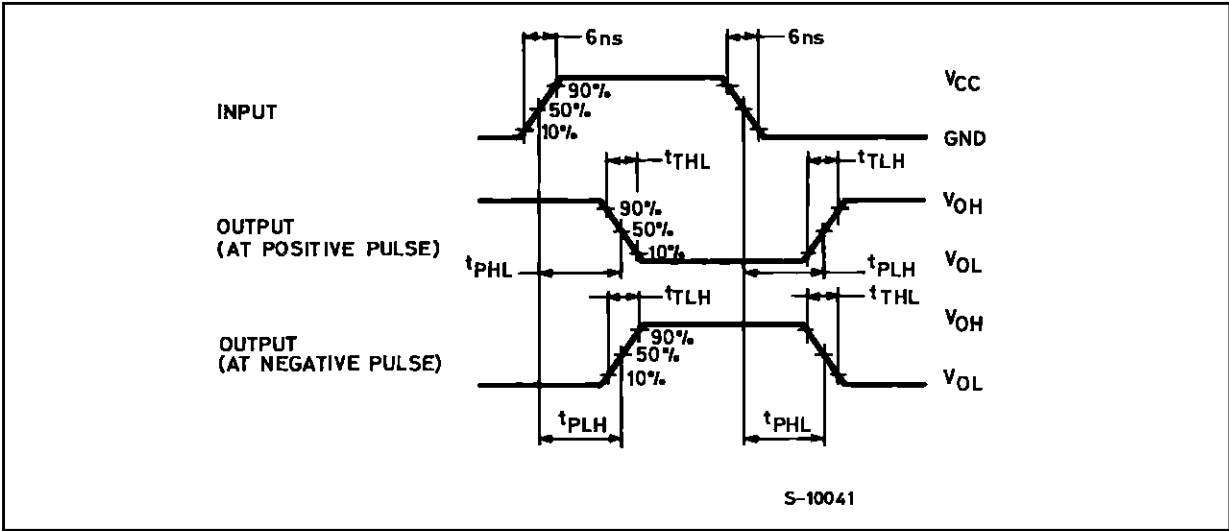 6ns
6ns
VCC
INPUT
90%
50%
10%
GND
tTHL
tTLH
VOH
90%
OUTPUT
(AT POSITIVE PULSE)
50%
10%
tPHL
tPLH
VOL
tTLH
tTHL
VOH
OUTPUT
(AT NEGATIVE PULSE)
90%
50%
10%
VOL
tPLH
tPHL
S-10041